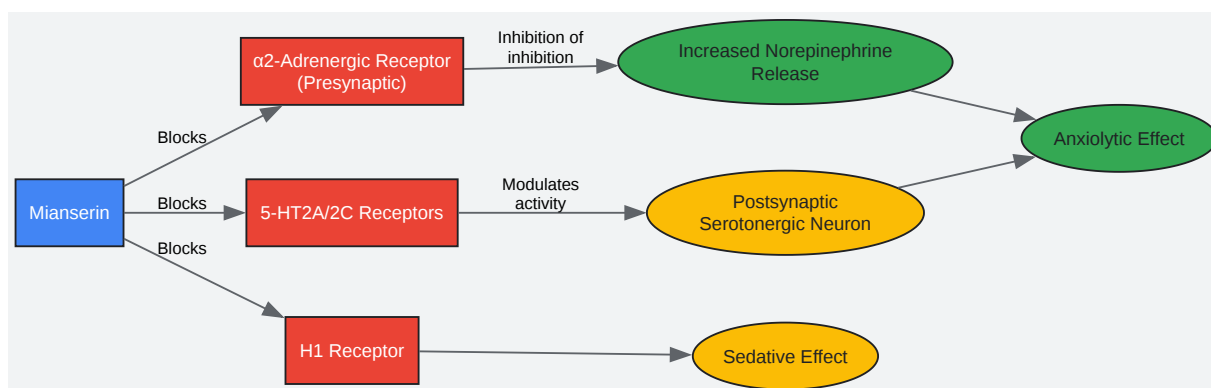 Inhibition of
inhibition
α2-Adrenergic Receptor
(Presynaptic)
Increased Norepinephrine
Release
Blocks
Anxiolytic Effect
Mianserin
Blocks
5-HT2A/2C Receptors
Modulates
activity
Postsynaptic
Serotonergic Neuron
Blocks
H1 Receptor
Sedative Effect